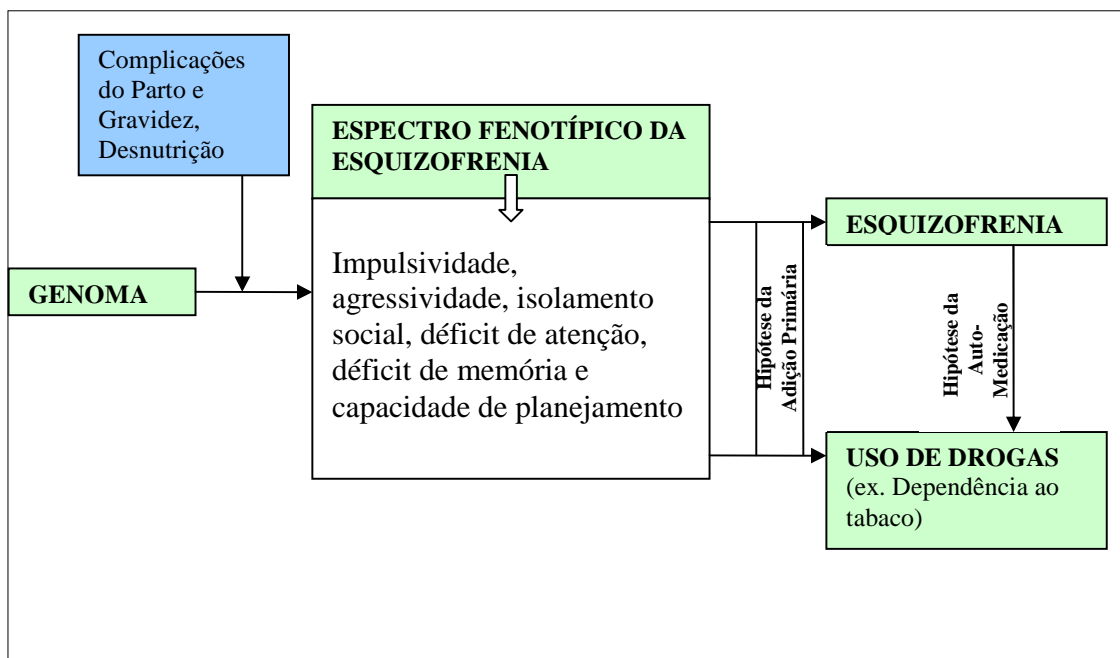 Complicações
do Parto e
Gravidez,
Desnutrição
ESPECTRO FENOTÍPICO DA
ESQUIZOFRENIA
GENOMA
Impulsividade,
agressividade, isolamento
social, déficit de atenção,
déficit de memória e
capacidade de planejamento
Hipótese da
Adição Primária
ESQUIZOFRENIA
Hipótese da
Auto-
Medicação
USO DE DROGAS
(ex. Dependência ao
tabaco)